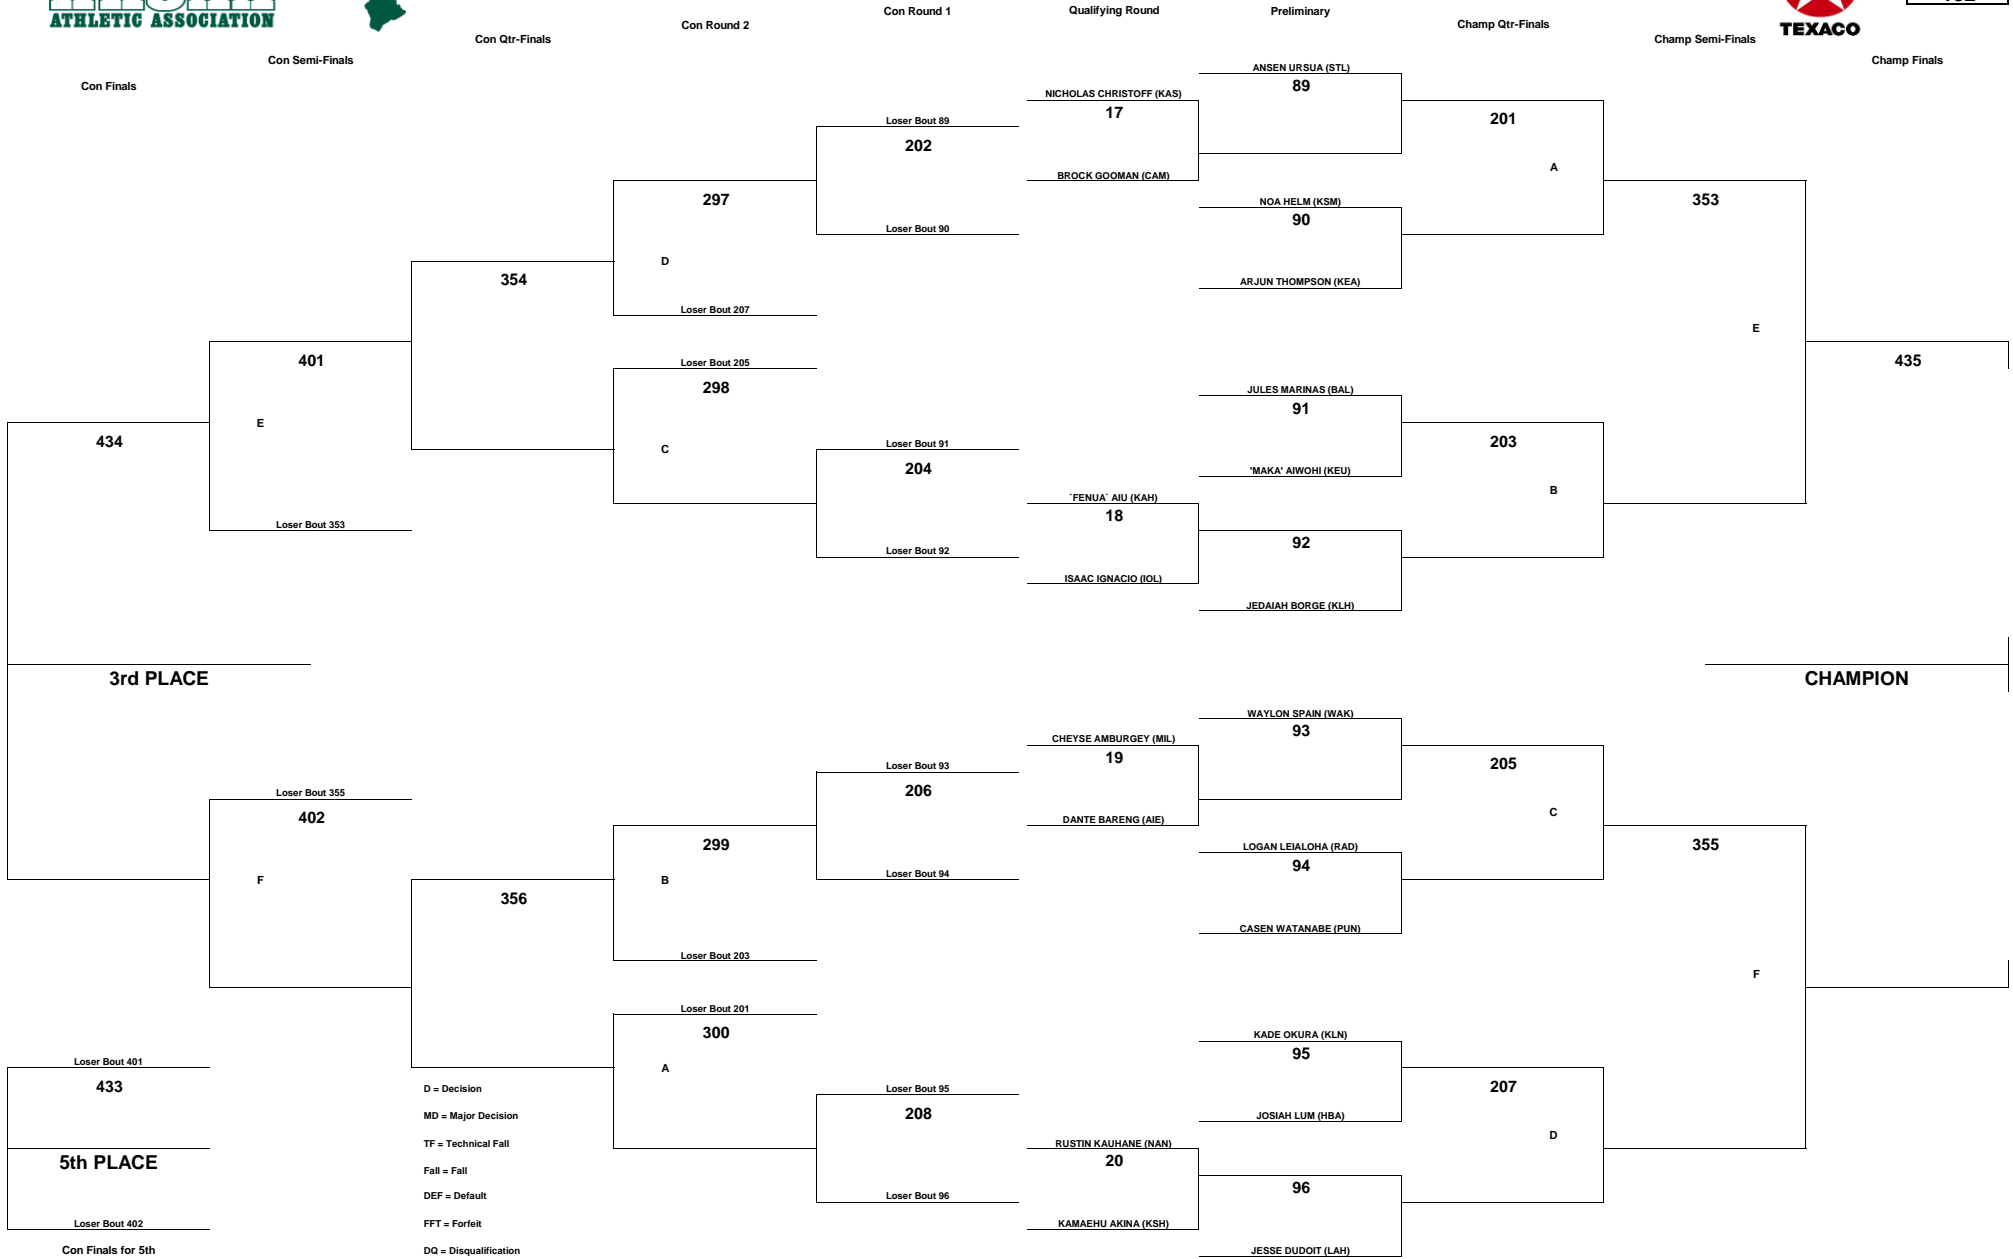 ATHLETIC ASSOCIATION
TEXACO
Con Finals
Con Semi-Finals
Con Qtr-Finals
Con Round 2
Con Round 1
Qualifying Round
Preliminary
Champ Qtr-Finals
Champ Semi-Finals
Champ Finals
ANSEN URSUA (STL)
89
NICHOLAS CHRISTOFF (KAS)
17
BROCK GOOMAN (CAM)
NOA HELM (KSM)
90
ARJUN THOMPSON (KEA)
201
A
353
E
435
JULES MARINAS (BAL)
91
'MAKA' AIWOHI (KEU)
203
B
`FENUA` AIU (KAH)
18
ISAAC IGNACIO (IOL)
92
JEDAIAH BORGE (KLH)
Loser Bout 89
202
Loser Bout 90
297
D
Loser Bout 207
354
Loser Bout 205
298
C
Loser Bout 91
204
Loser Bout 92
401
E
Loser Bout 353
434
3rd PLACE
CHAMPION
WAYLON SPAIN (WAK)
93
CHEYSE AMBURGEY (MIL)
19
DANTE BARENG (AIE)
LOGAN LEIALOHA (RAD)
94
CASEN WATANABE (PUN)
205
C
355
F
KADE OKURA (KLN)
95
JOSIAH LUM (HBA)
207
D
RUSTIN KAUHANE (NAN)
20
KAMAEHU AKINA (KSH)
96
JESSE DUDOIT (LAH)
Loser Bout 93
206
Loser Bout 94
299
B
Loser Bout 203
Loser Bout 355
402
F
356
Loser Bout 201
300
A
Loser Bout 95
208
Loser Bout 96
Loser Bout 401
433
5th PLACE
Loser Bout 402
Con Finals for 5th
D = Decision
MD = Major Decision
TF = Technical Fall
Fall = Fall
DEF = Default
FFT = Forfeit
DQ = Disqualification